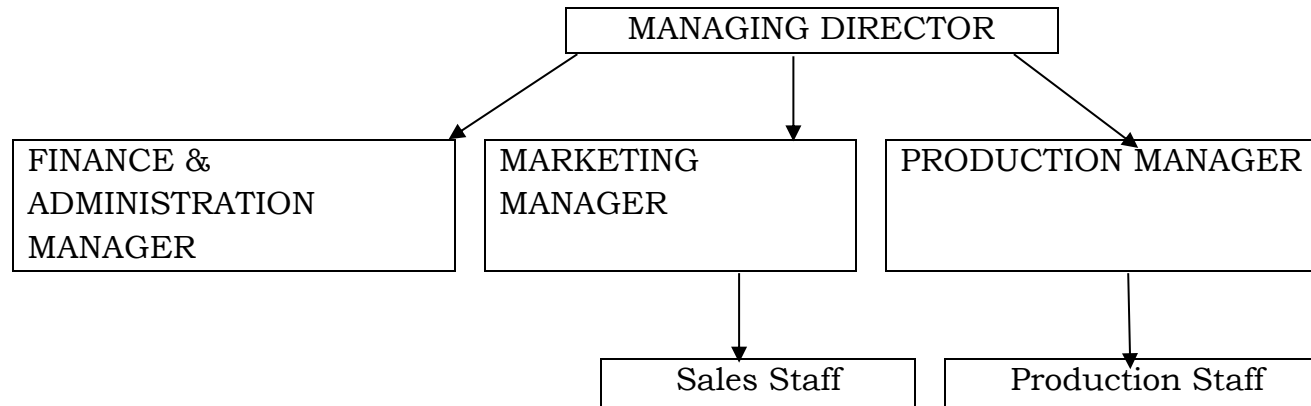 MANAGING DIRECTOR
FINANCE &
ADMINISTRATION
MANAGER
MARKETING
MANAGER
PRODUCTION MANAGER
Sales Staff
Production Staff